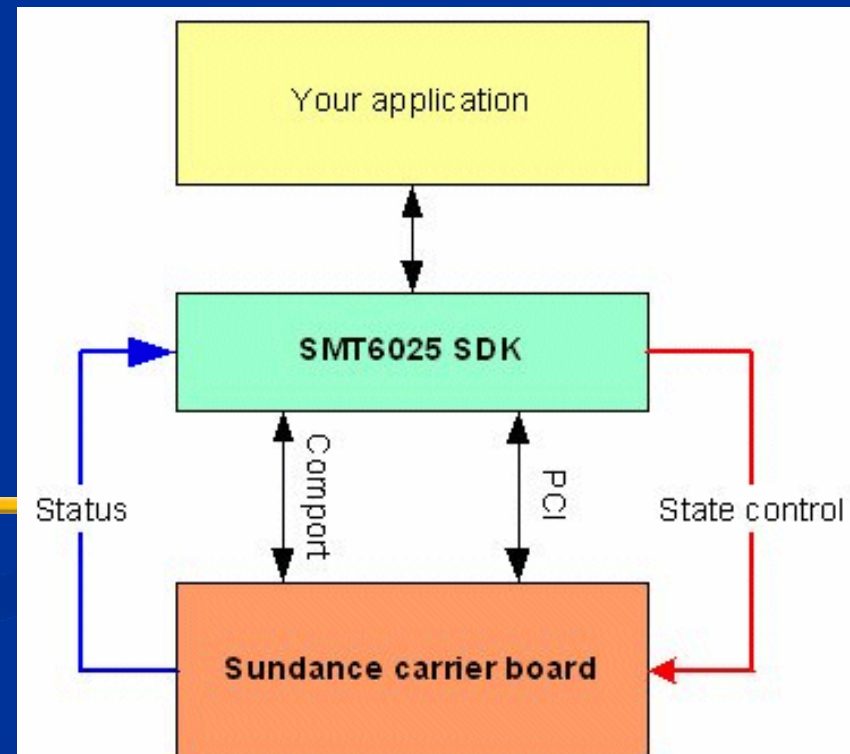 Your application
SMT6025 SDK
Comport
PCI
Status
State control
Sundance carrier board